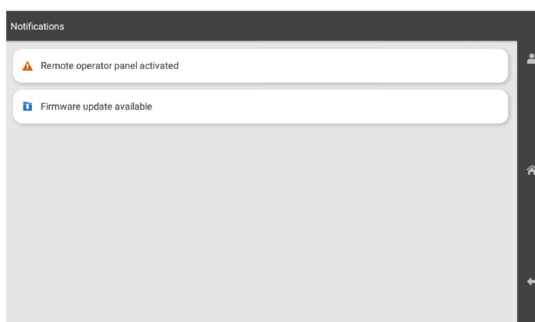 Notifications
Remote operator panel activated
Firmware update available